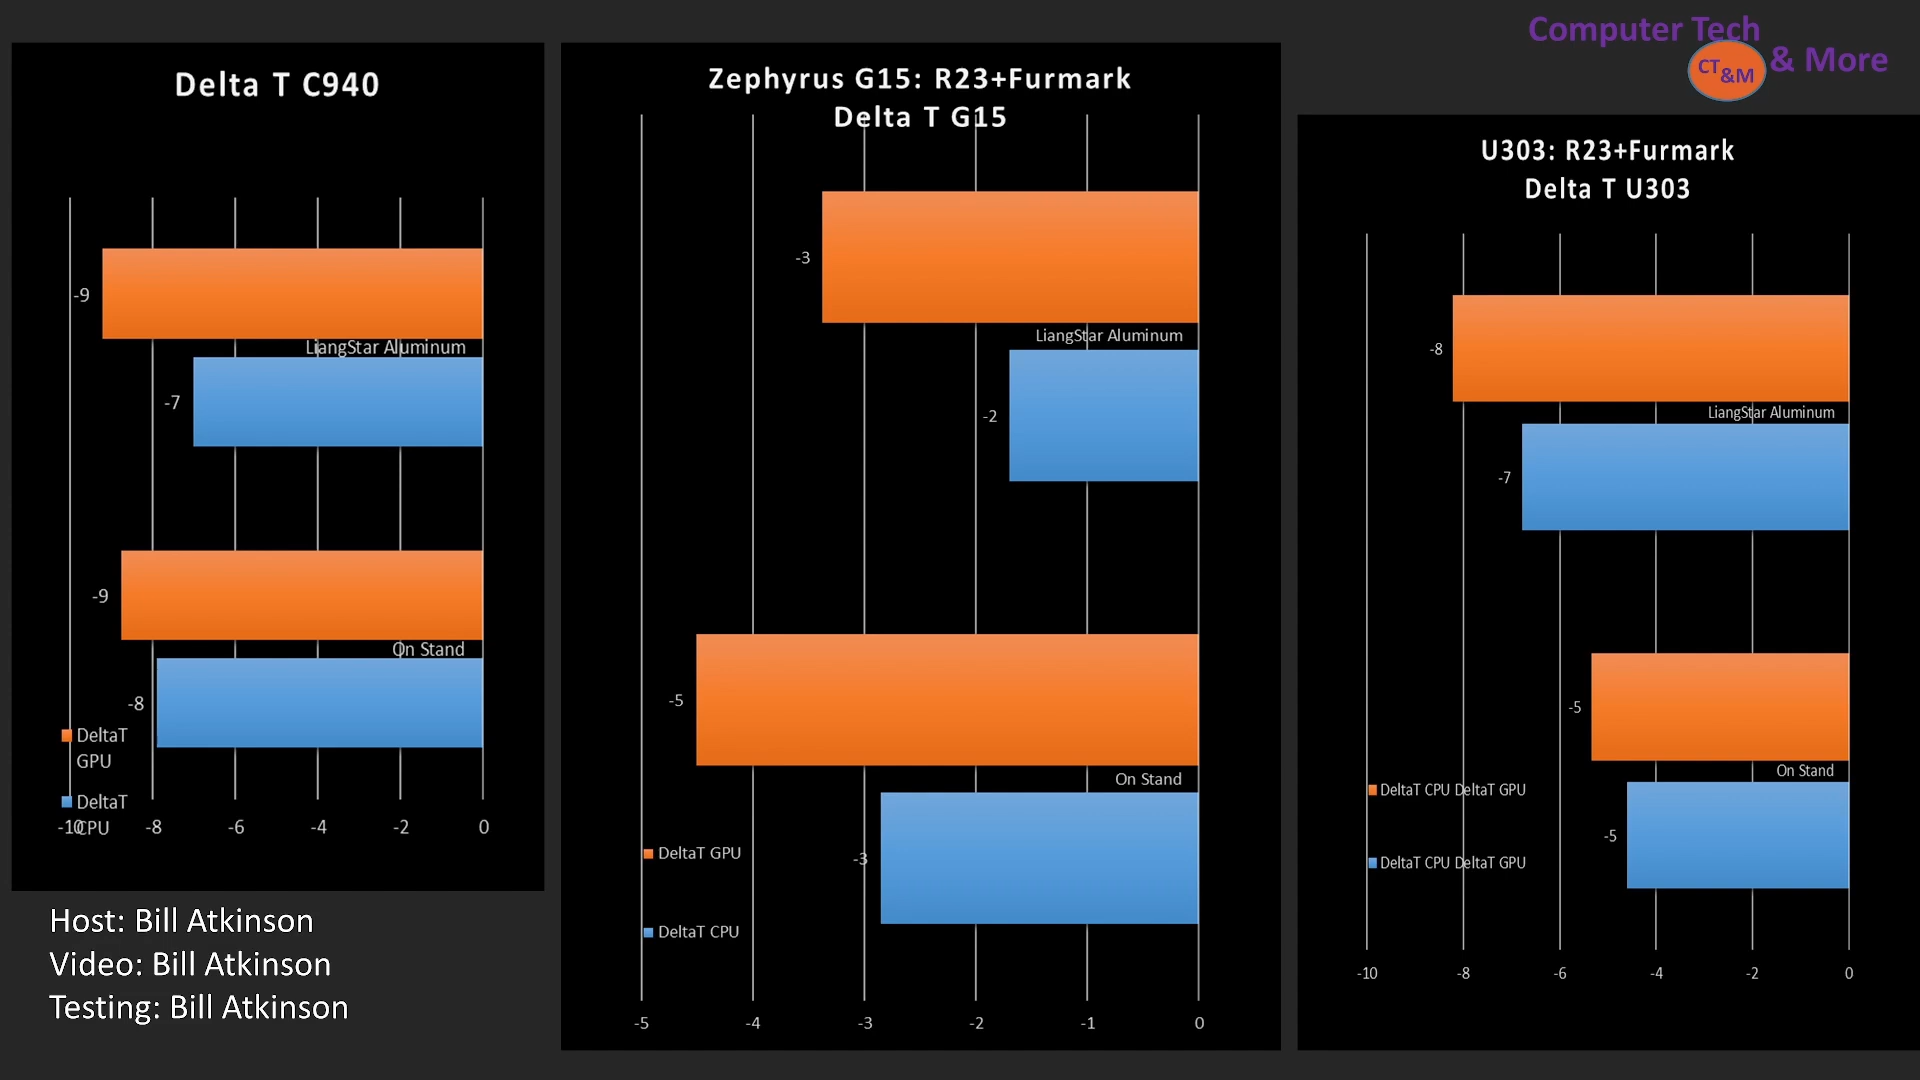 Computer Tech
& More
CT
&M
Delta T C940
-9
LiangStar Aluminum
-7
-9
On Stand
-8
DeltaT
GPU
DeltaT
CPU
-10 -8 -6 -4 -2 0
Zephyrus G15: R23+Furmark
Delta T G15
-3
LiangStar Aluminum
-2
-5
On Stand
-3
DeltaT GPU
DeltaT CPU
-5 -4 -3 -2 -1 0
U303: R23+Furmark
Delta T U303
-8
LiangStar Aluminum
-7
-5
On Stand
-5
DeltaT CPU DeltaT GPU
DeltaT CPU DeltaT GPU
-10 -8 -6 -4 -2 0
Host: Bill Atkinson
Video: Bill Atkinson
Testing: Bill Atkinson